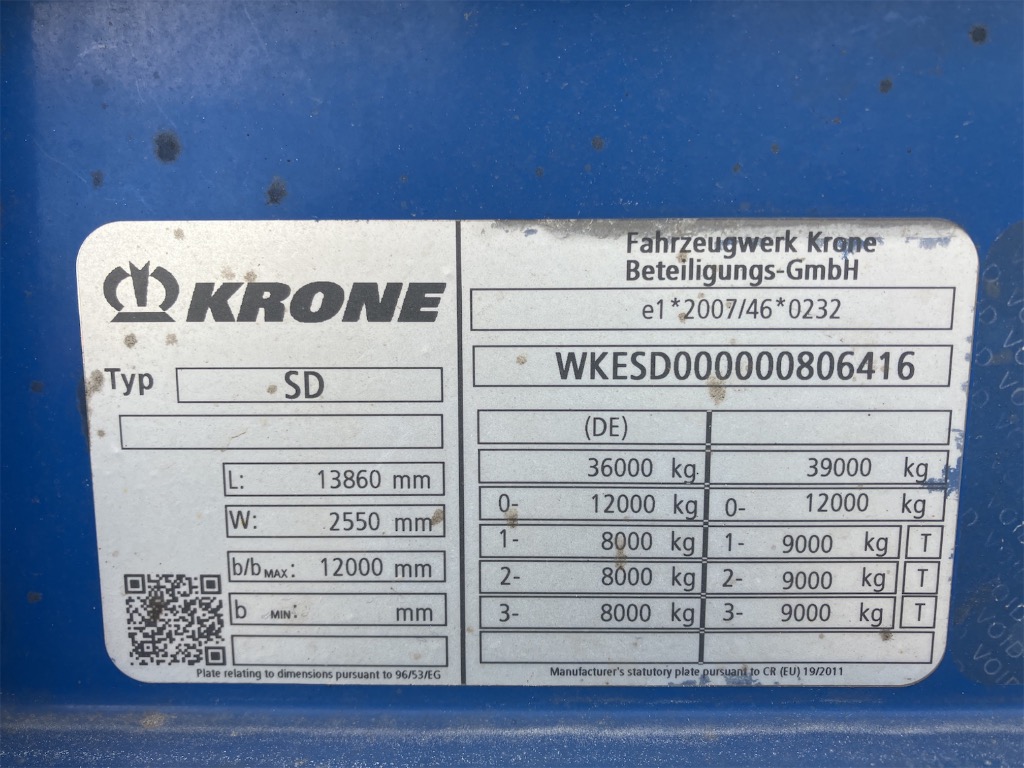 KRONE
Typ SD
L: 13860 mm
W: 2550 mm
b/b MAX: 12000 mm
b MIN: mm
Plate relating to dimensions pursuant to 96/53/EG
Fahrzeugwerk Krone
Beteiligungs-GmbH
e1*2007/46*0232
WKESD000000806416
(DE)
36000 kg 39000 kg
0- 12000 kg 0- 12000 kg
1- 8000 kg 1- 9000 kg T
2- 8000 kg 2- 9000 kg T
3- 8000 kg 3- 9000 kg T
Manufacturer's statutory plate pursuant to CR (EU) 19/2011
VOID
VOID